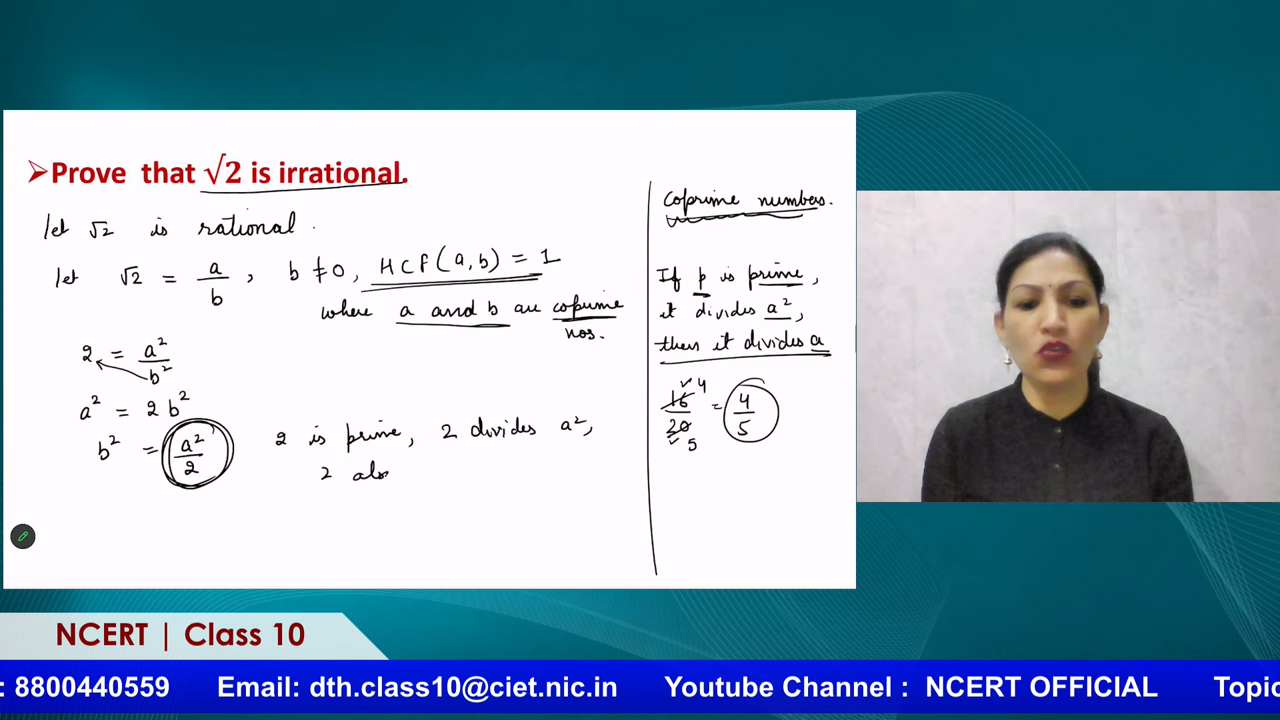 ➢Prove that √2 is irrational.
let √2 is rational.
let √2 = a/b, b ≠ 0, HCF(a,b) = 1
where a and b are coprime
nos.
2 = a²/b²
a² = 2b²
b² = a²/2 2 is prime, 2 divides a²,
2 also
coprime numbers.
If p is prime,
it divides a²,
then it divides a
16/20 = 4/5
4
5
NCERT | Class 10
: 8800440559 Email: dth.class10@ciet.nic.in Youtube Channel : NCERT OFFICIAL Topi